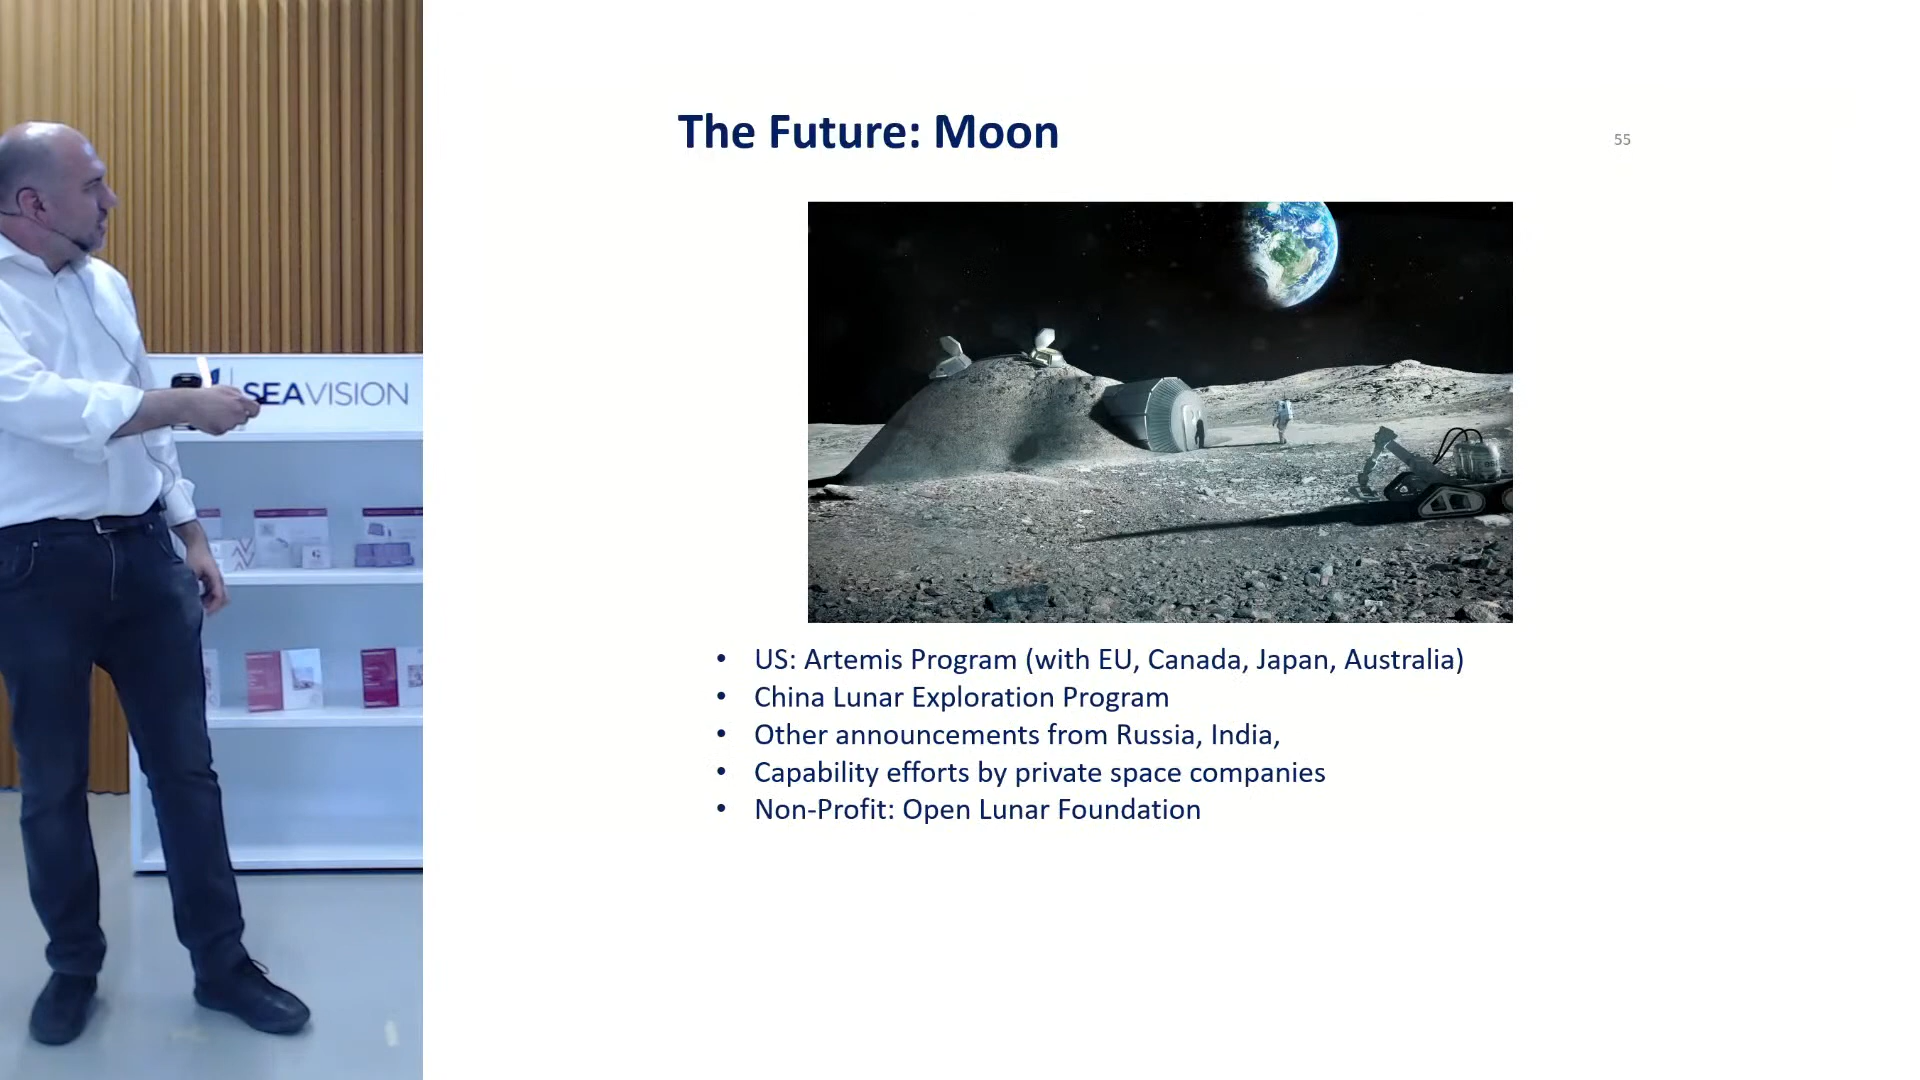 The Future: Moon
55
SEAVISION
• US: Artemis Program (with EU, Canada, Japan, Australia)
• China Lunar Exploration Program
• Other announcements from Russia, India,
• Capability efforts by private space companies
• Non-Profit: Open Lunar Foundation